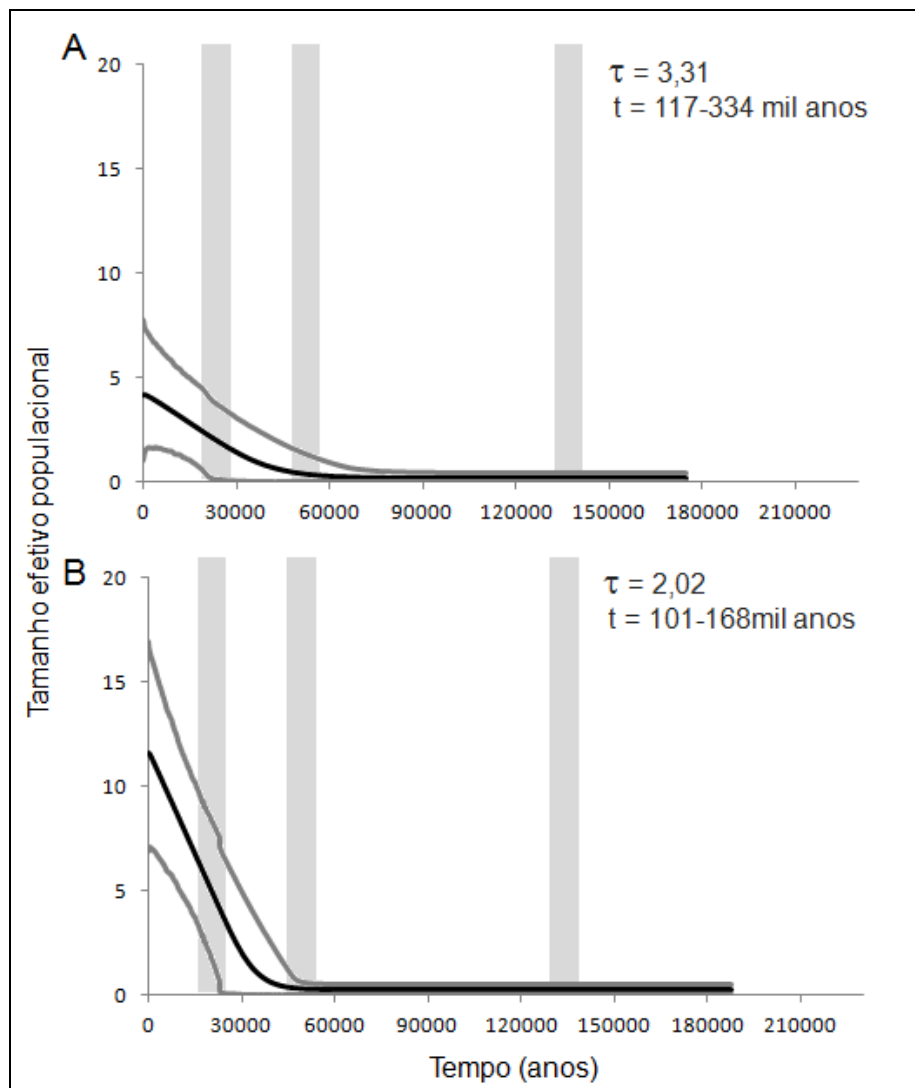 A
τ = 3,31
t = 117-334 mil anos
20
15
10
5
0
0 30000 60000 90000 120000 150000 180000 210000
Tamanho efetivo populacional
B
τ = 2,02
t = 101-168mil anos
20
15
10
5
0
0 30000 60000 90000 120000 150000 180000 210000
Tempo (anos)